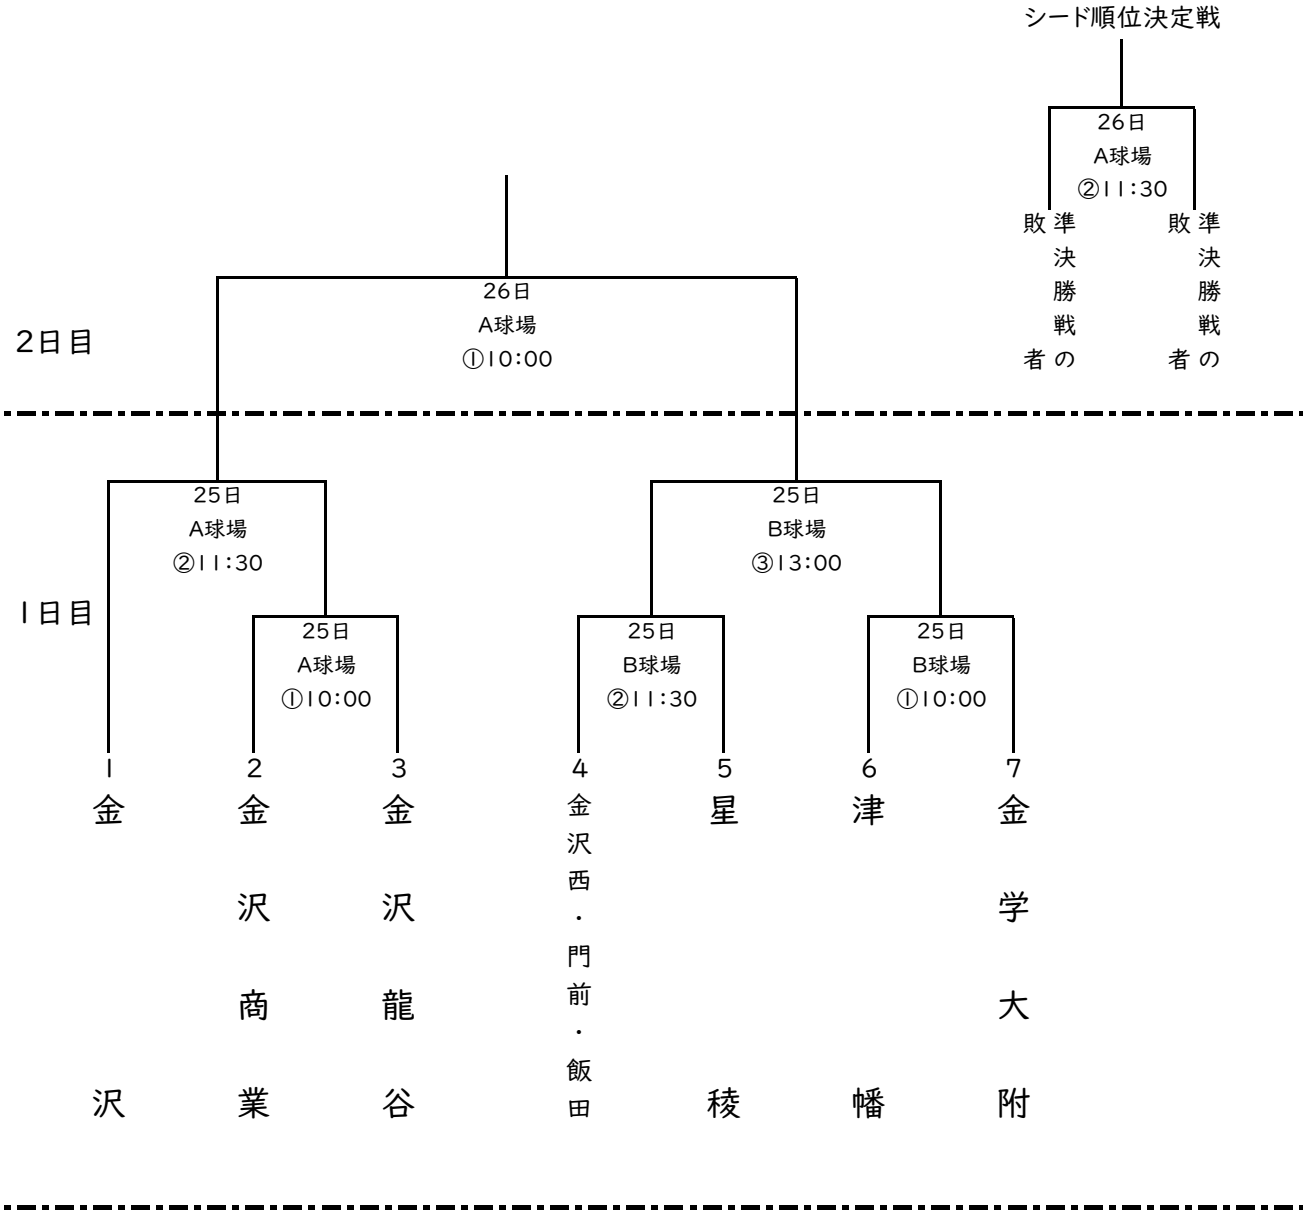 シード順位決定戦
26日
A球場
②11:30
準決勝戦の
敗者
準決勝戦の
敗者
26日
A球場
①10:00
2日目
25日
A球場
②11:30
25日
B球場
③13:00
1日目
25日
A球場
①10:00
25日
B球場
②11:30
25日
B球場
①10:00
1
金沢
2
金沢商業
3
金沢龍谷
4
金沢西・門前・飯田
5
星稜
6
津幡
7
金学大附